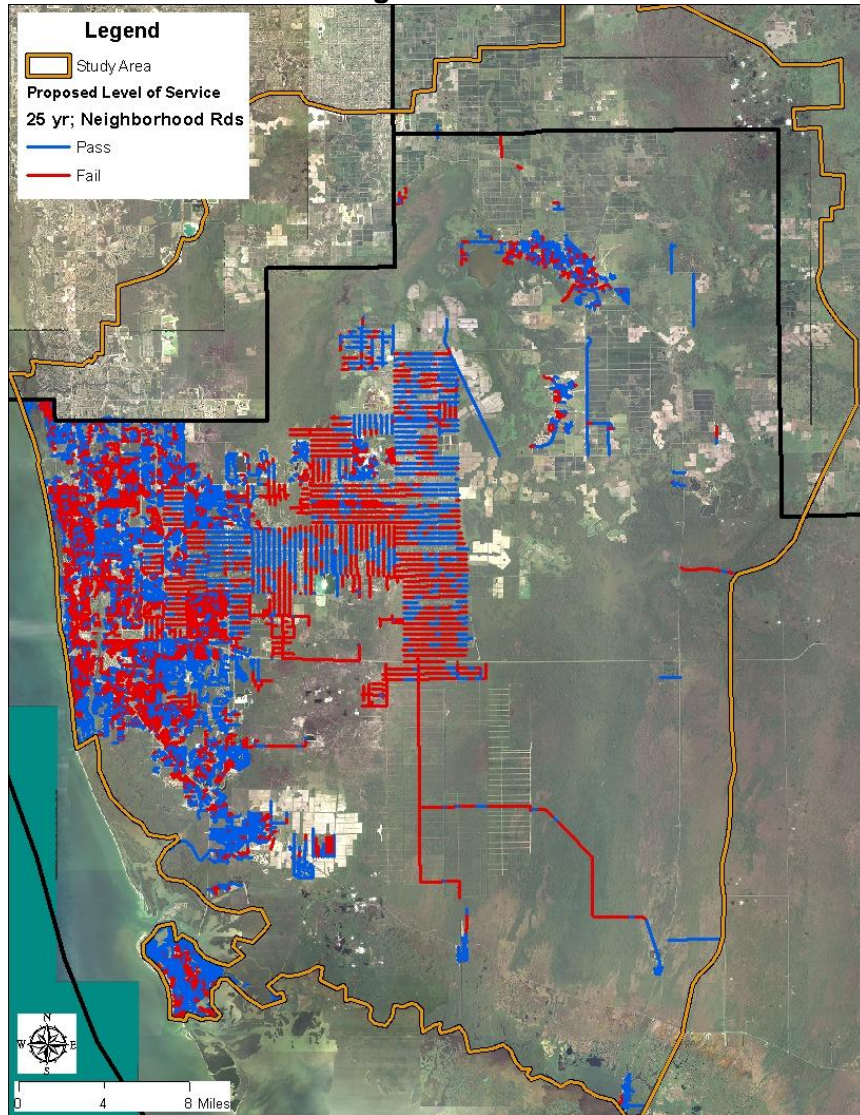 Legend
Study Area
Proposed Level of Service
25 yr; Neighborhood Rds
Pass
Fail
N
W E
S
0 4 8 Miles